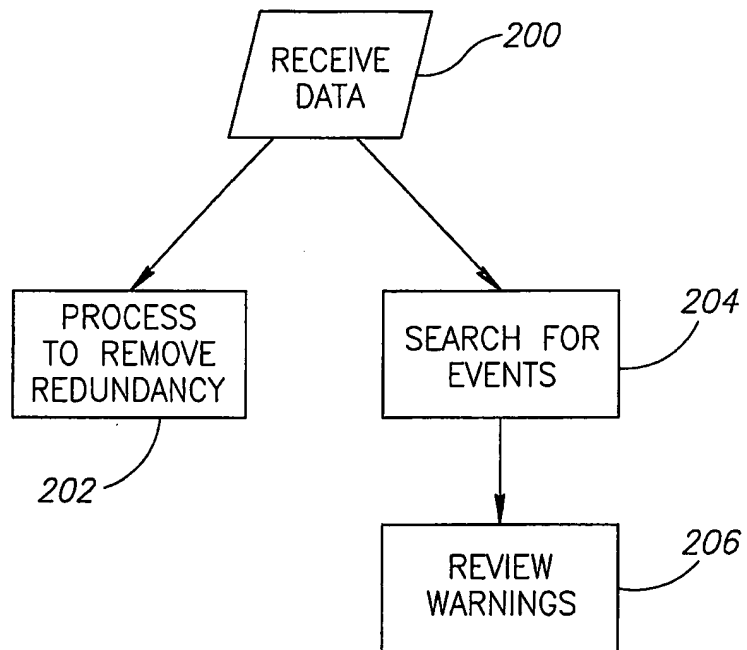 RECEIVE
DATA
200
PROCESS
TO REMOVE
REDUNDANCY
202
SEARCH FOR
EVENTS
204
REVIEW
WARNINGS
206